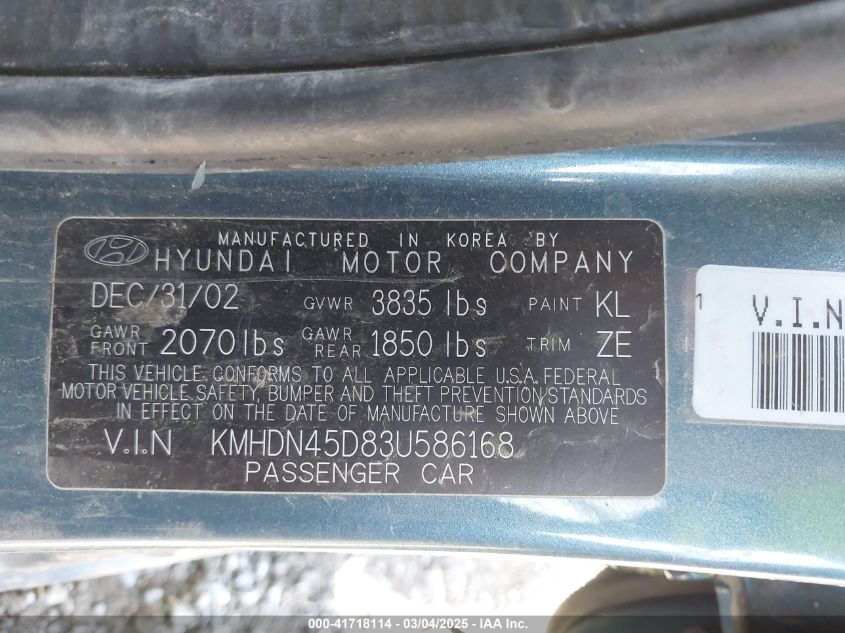 MANUFACTURED IN KOREA BY
HYUNDAI MOTOR COMPANY
DEC/31/02 GVWR 3835 lbs PAINT KL
GAWR FRONT 2070 lbs GAWR REAR 1850 lbs TRIM ZE
THIS VEHICLE CONFORMS TO ALL APPLICABLE U.S.A. FEDERAL
MOTOR VEHICLE SAFETY, BUMPER AND THEFT PREVENTION STANDARDS
IN EFFECT ON THE DATE OF MANUFACTURE SHOWN ABOVE
V.I.N KMHDN45D83U586168
PASSENGER CAR
1 V.I.N
000-41718114 - 03/04/2025 - IAA Inc.